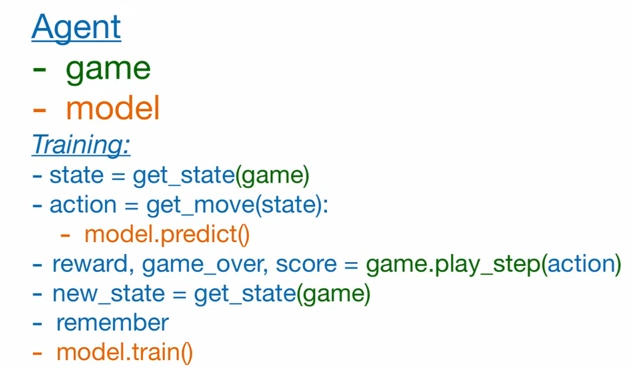 Agent
- game
- model
Training:
- state = get_state(game)
- action = get_move(state):
- model.predict()
- reward, game_over, score = game.play_step(action)
- new_state = get_state(game)
- remember
- model.train()